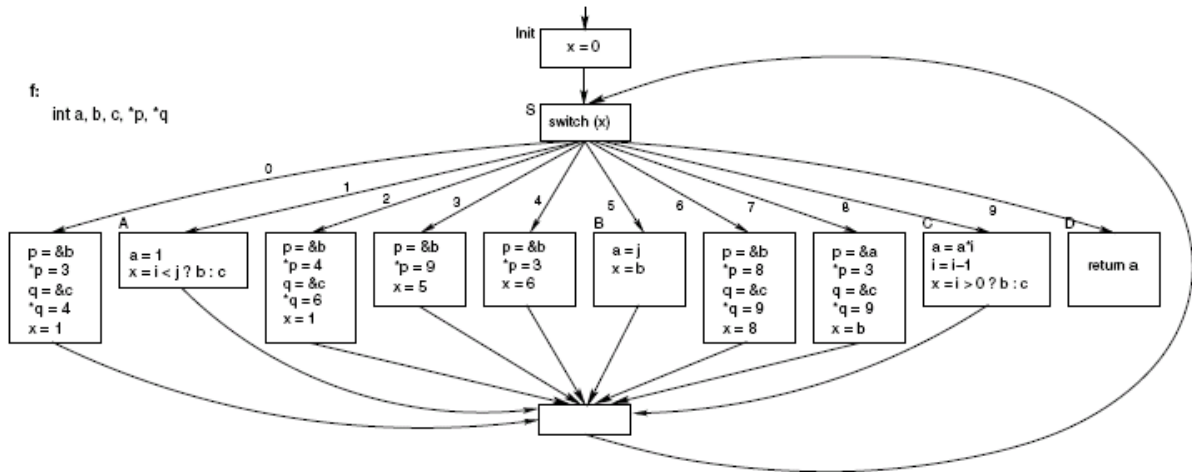 Init
x = 0
f:
int a, b, c, *p, *q
S
switch (x)
0
1
2
3
4
5
6
7
8
9
p = &b
*p = 3
q = &c
*q = 4
x = 1
A
a = 1
x = i < j ? b : c
p = &b
*p = 4
q = &c
*q = 6
x = 1
p = &b
*p = 9
x = 5
p = &b
*p = 3
x = 6
B
a = j
x = b
p = &b
*p = 8
q = &c
*q = 9
x = 8
p = &a
*p = 3
q = &c
*q = 9
x = b
C
a = a*i
i = i–1
x = i > 0 ? b : c
D
return a